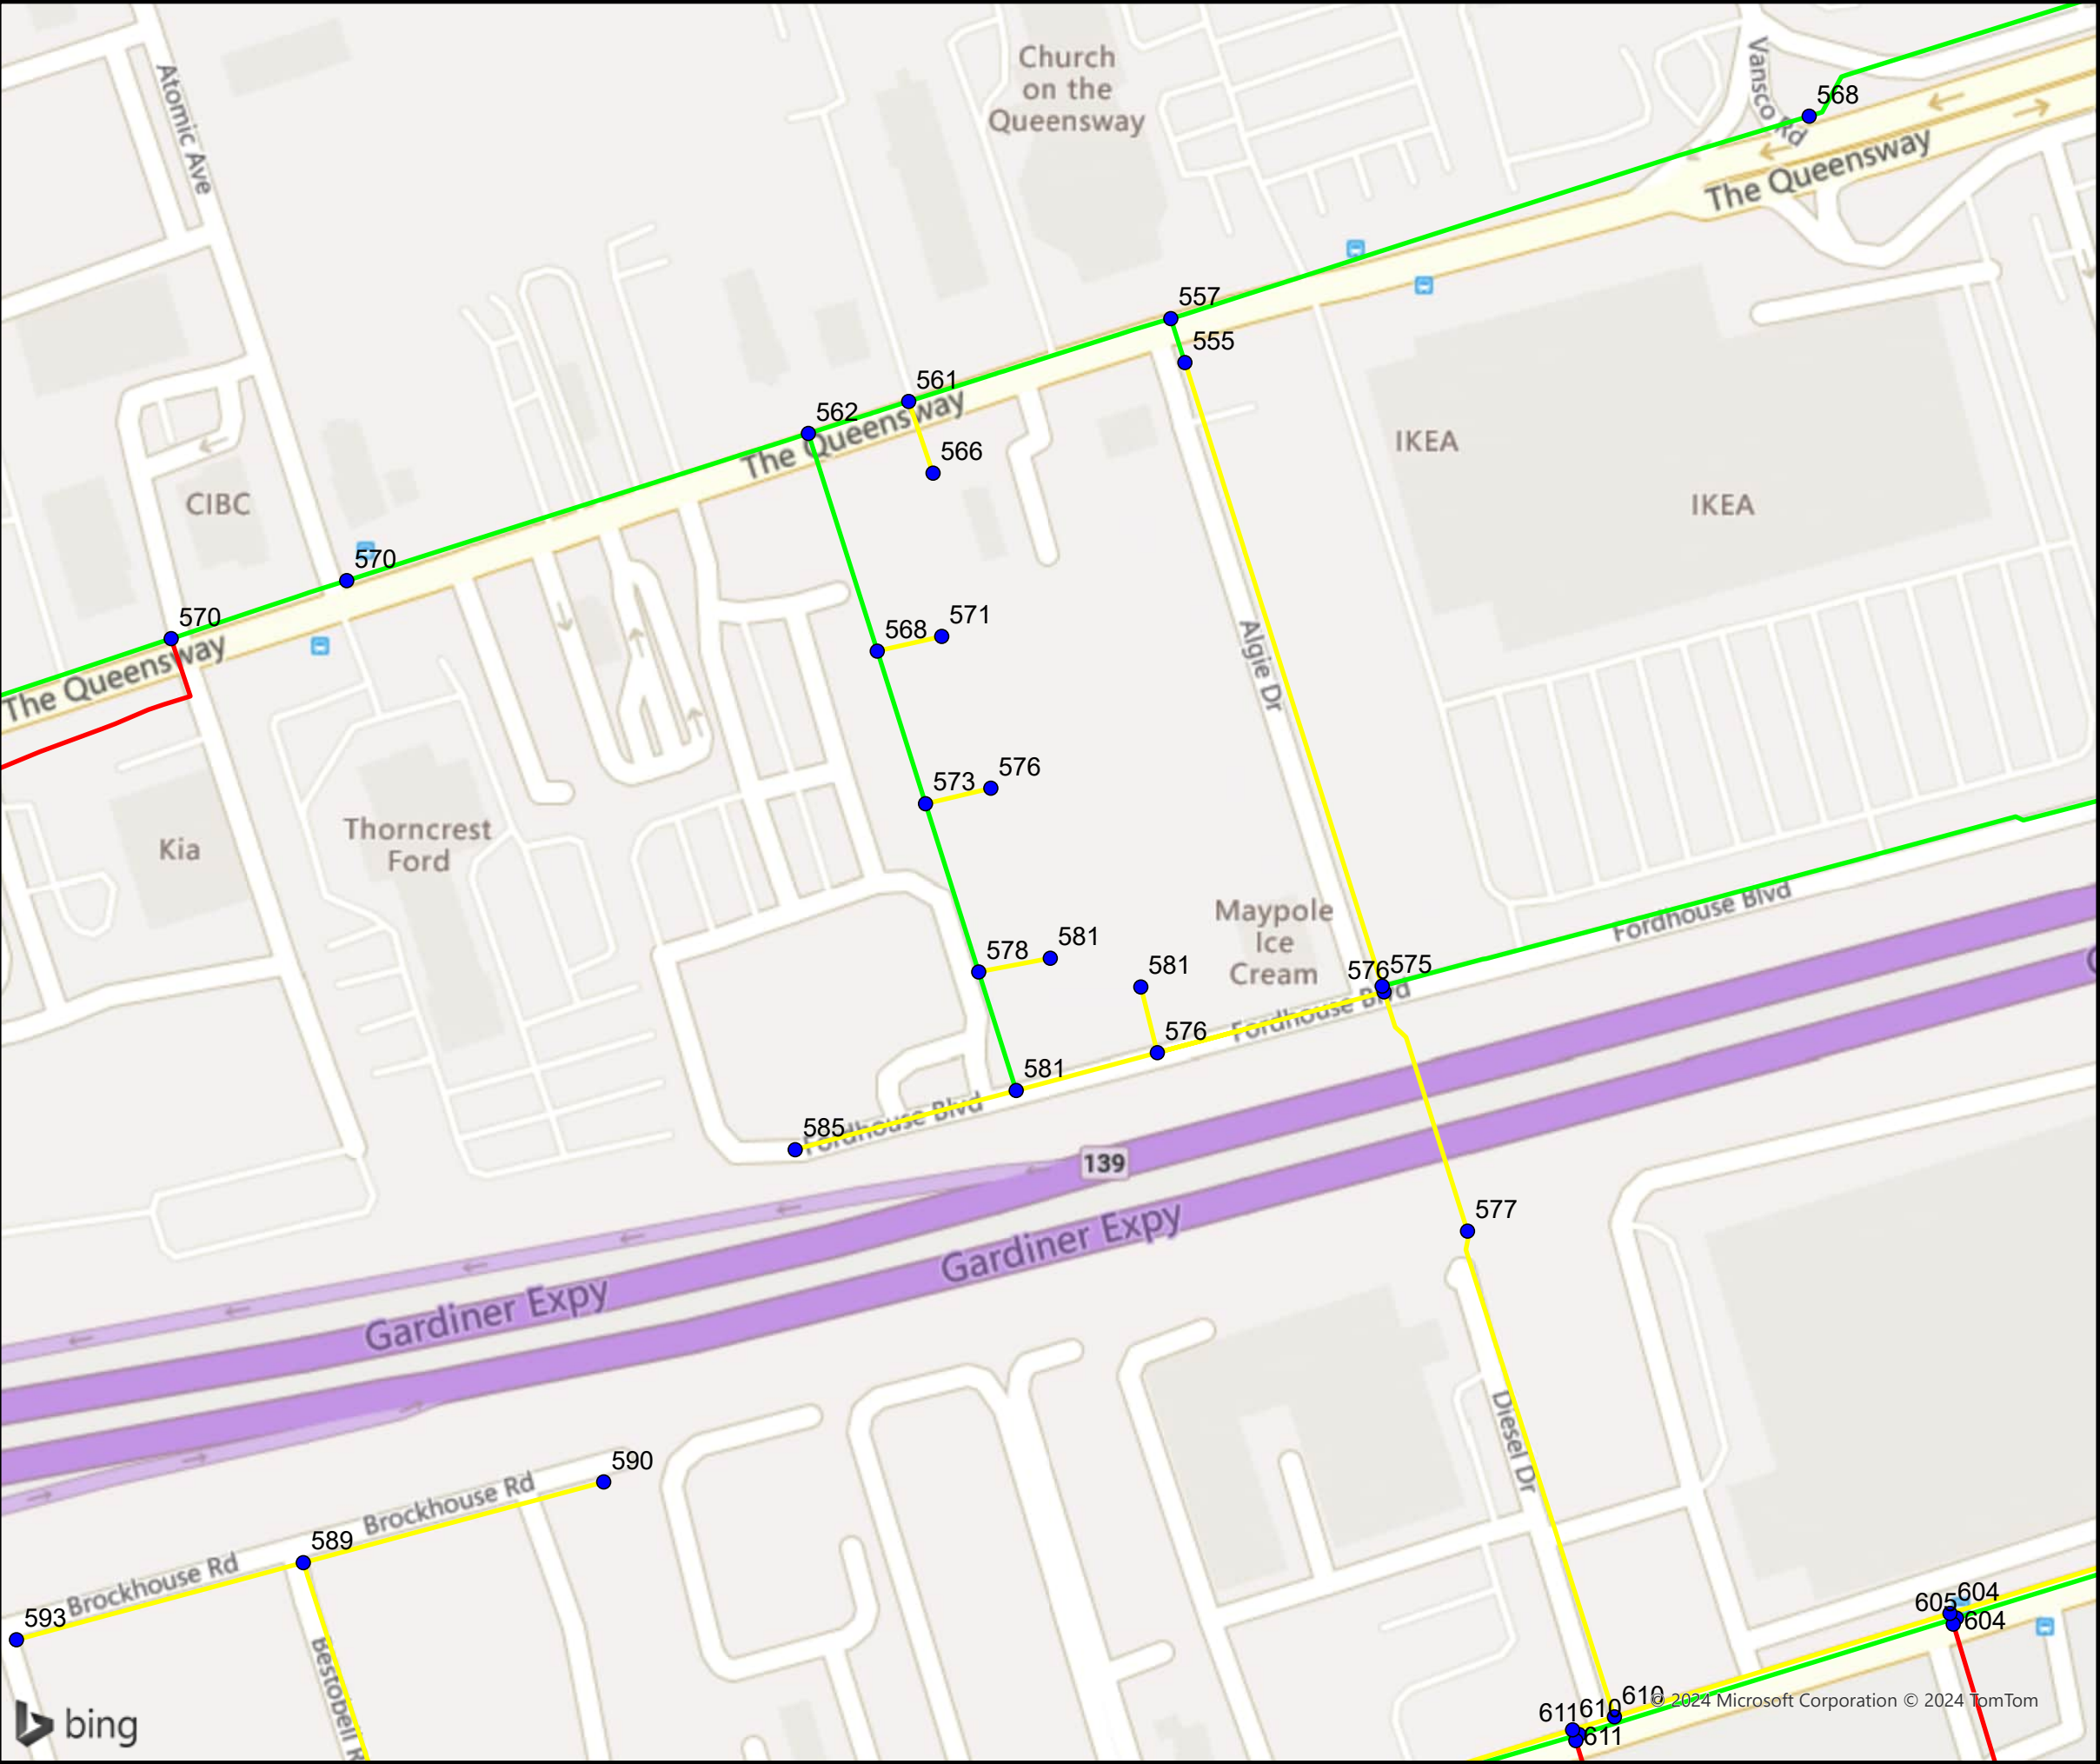 Church
on the
Queensway
Vansco Rd
568
The Queensway
Atomic Ave
557
555
561
562
The Queensway
566
IKEA
IKEA
CIBC
570
570
The Queensway
568
571
Algie Dr
573
576
Thorncrest
Ford
Kia
Maypole
Ice
Cream
Fordhouse Blvd
578
581
581
576
575
Fordhouse Blvd
576
581
585
Fordhouse Blvd
139
577
Gardiner Expy
Gardiner Expy
Diesel Dr
590
Brockhouse Rd
589
Brockhouse Rd
593
Bestobell R
605
604
604
611
610
610
611
© 2024 Microsoft Corporation © 2024 TomTom
bing